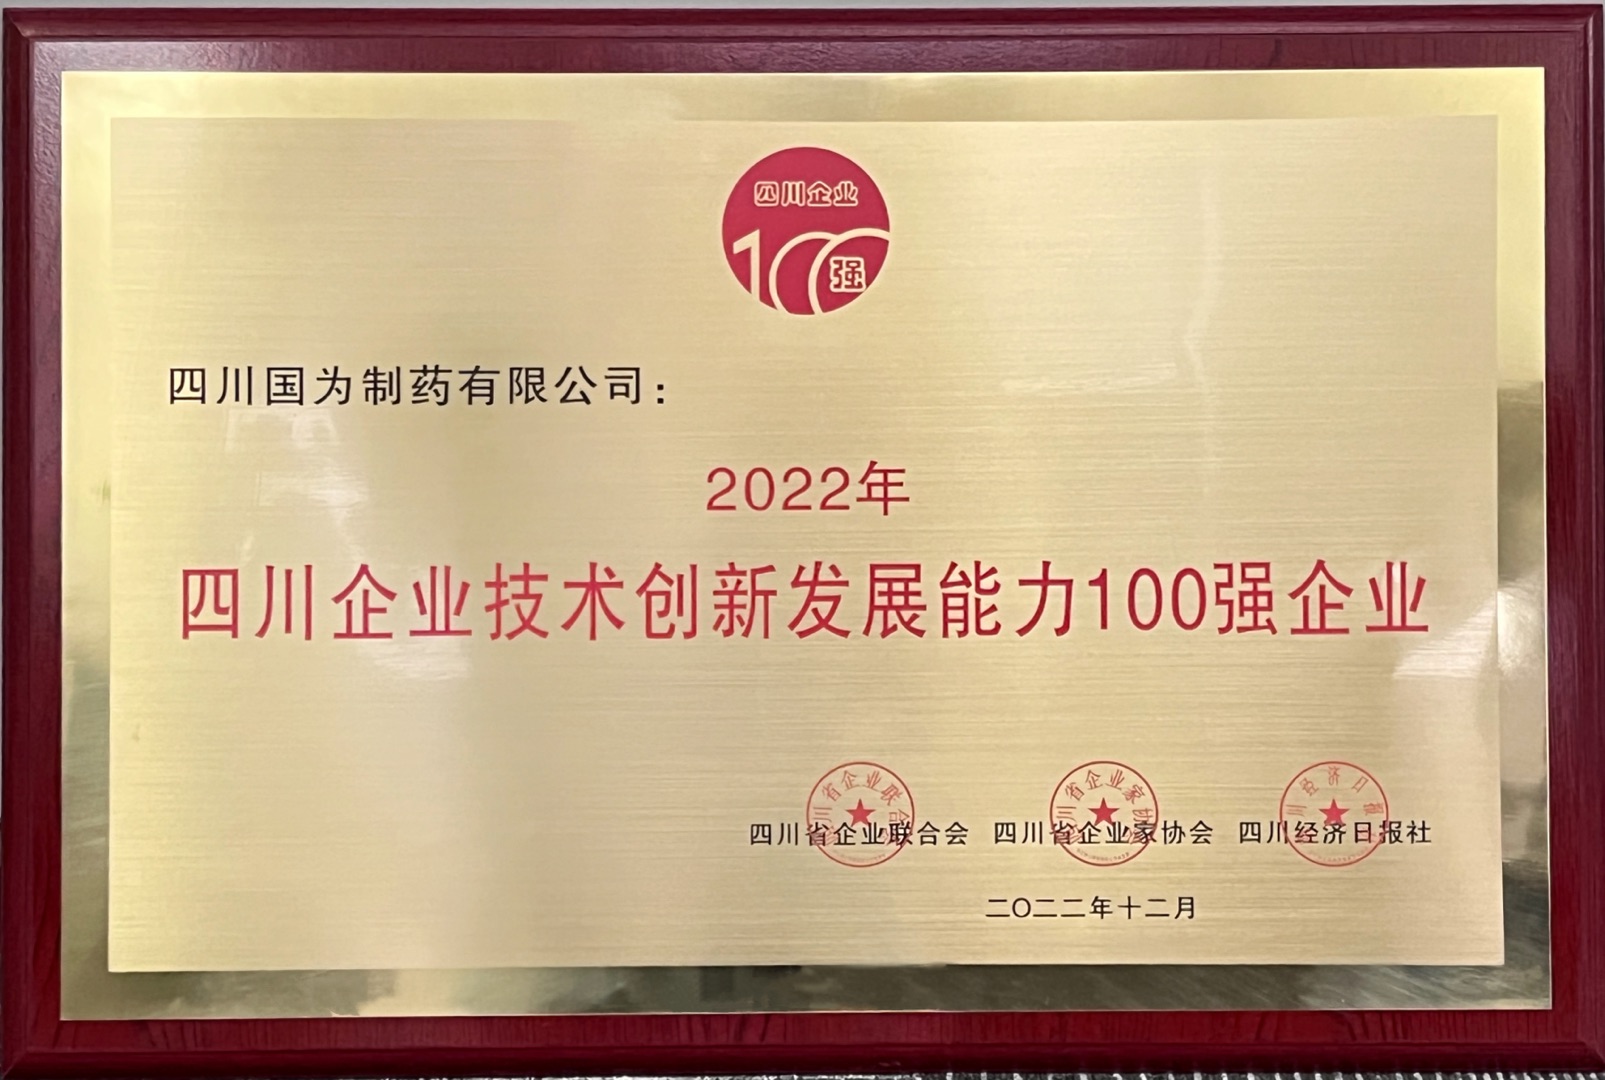 四川企业
100强
四川国为制药有限公司：
2022年
四川企业技术创新发展能力100强企业
四川省企业联合会 四川省企业家协会 四川经济日报社
二〇二二年十二月